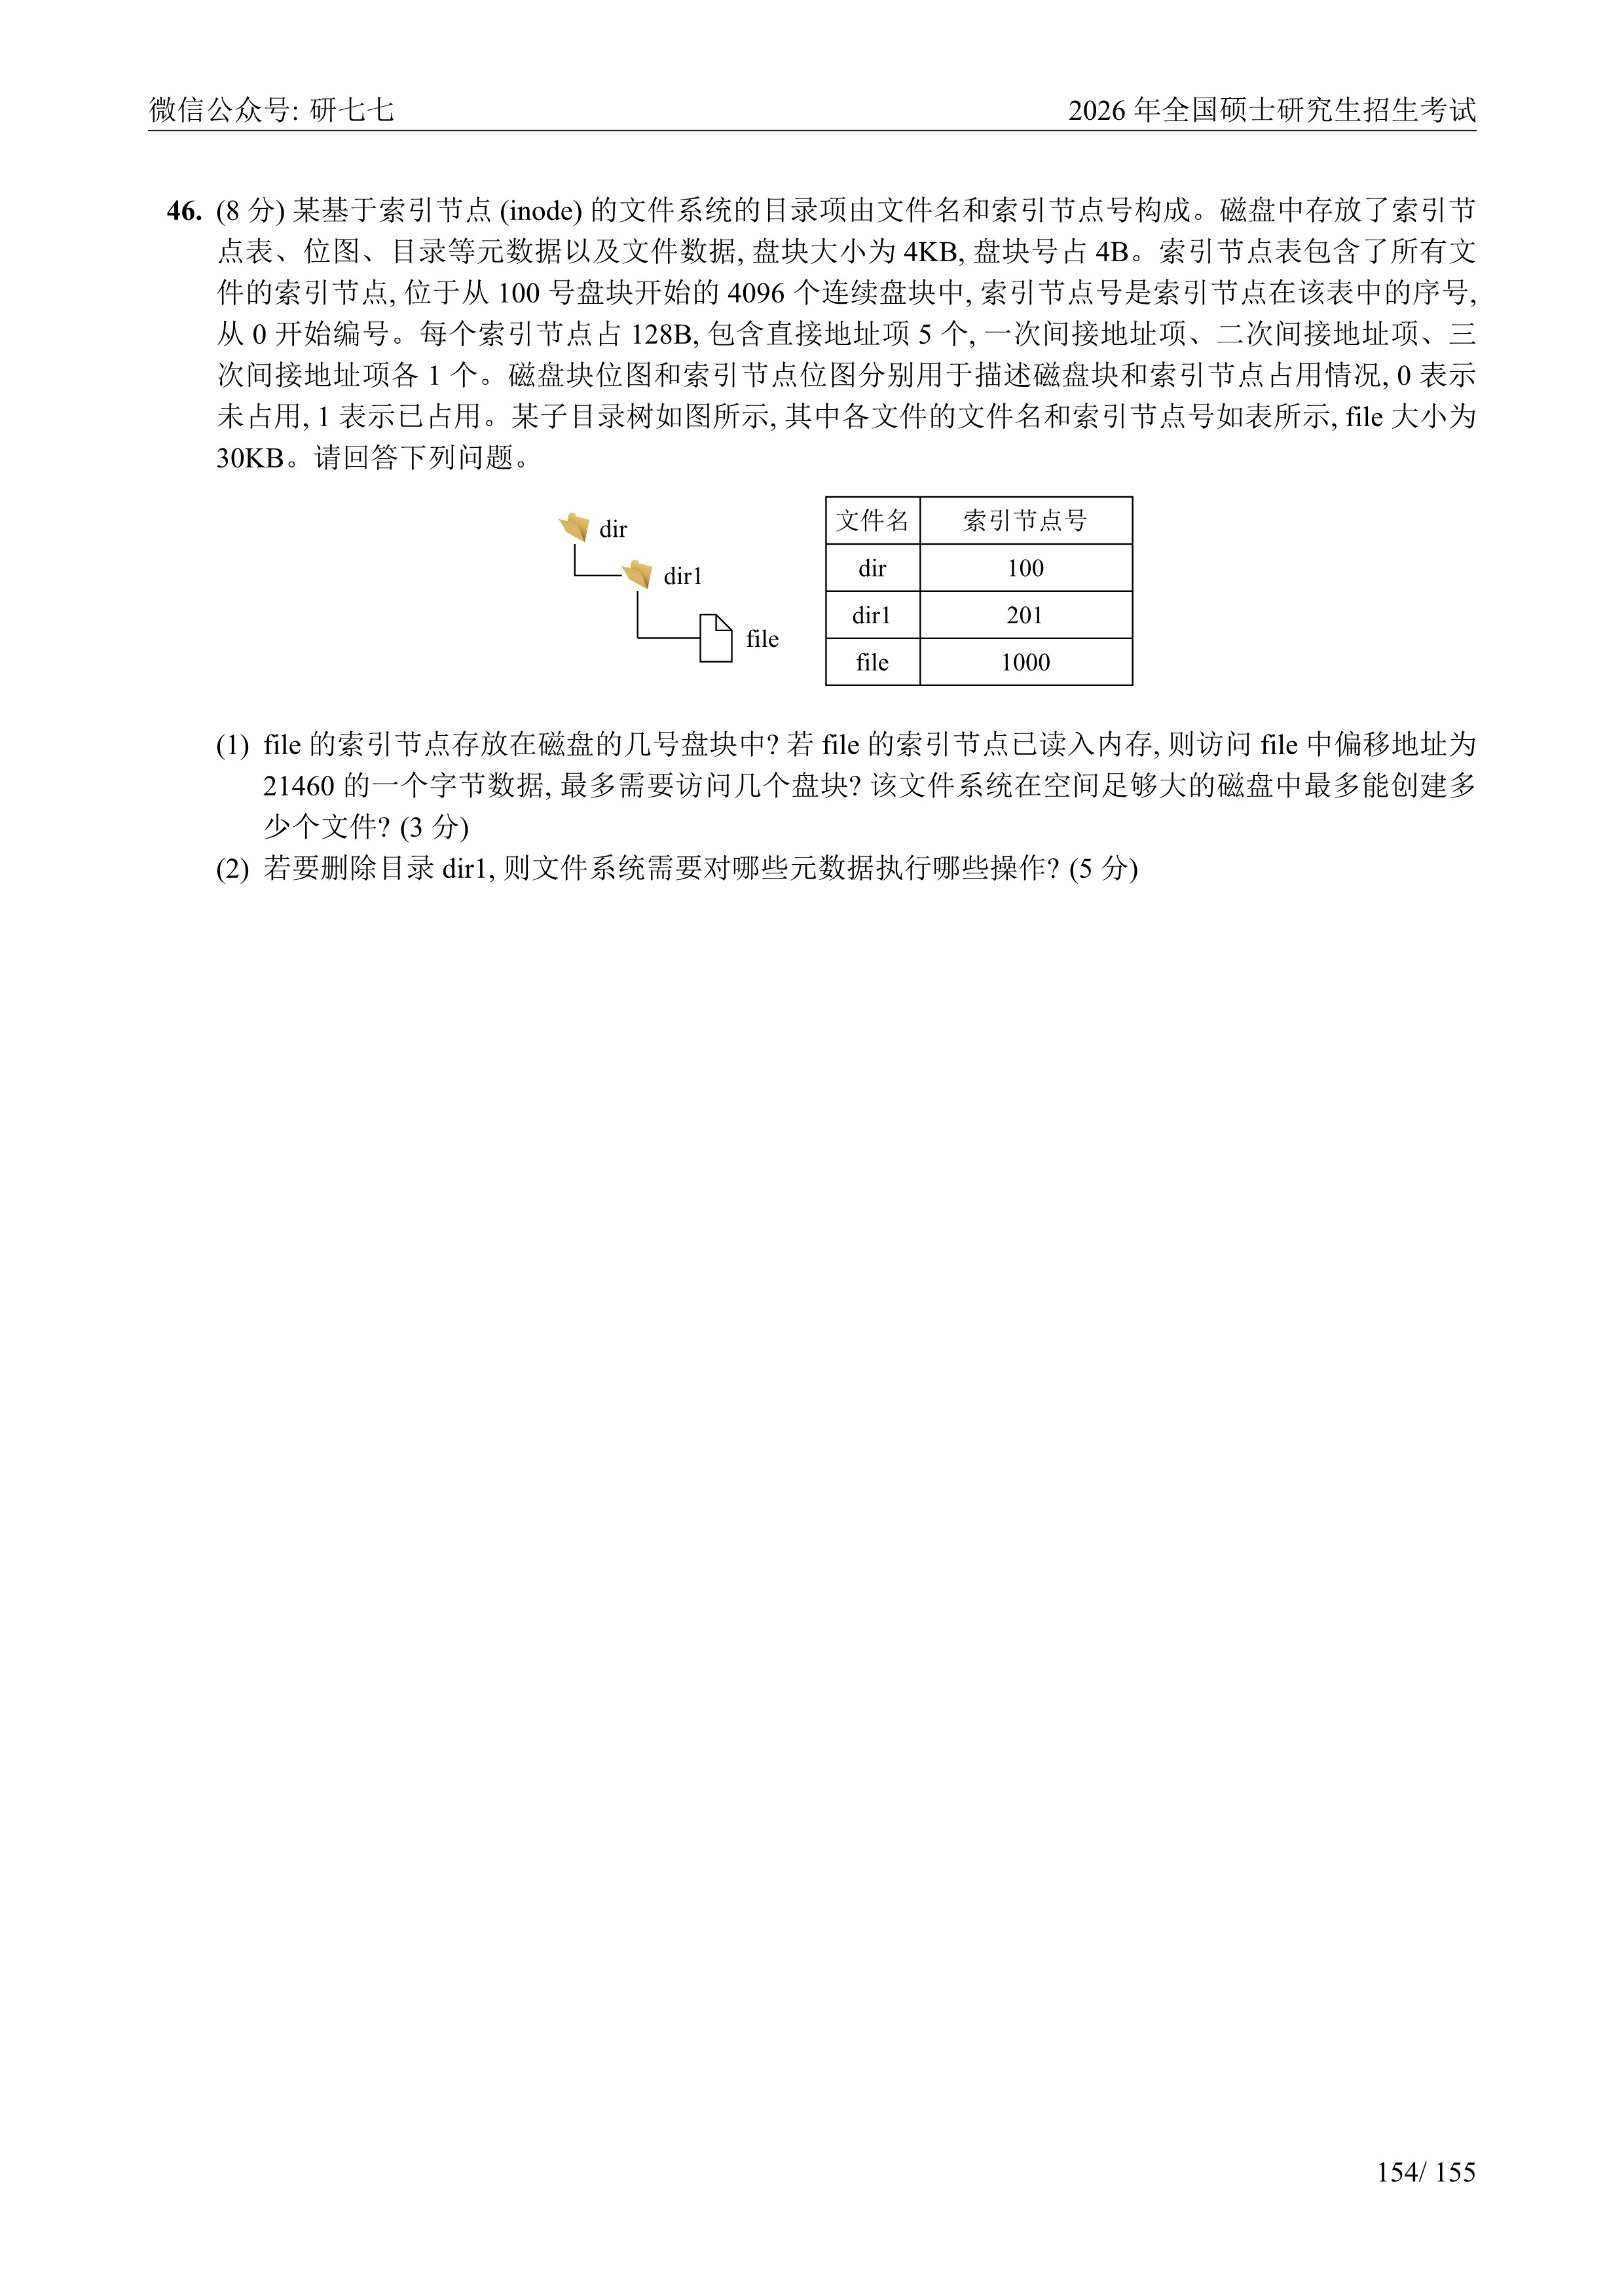 微信公众号: 研七七
2026 年全国硕士研究生招生考试
46. (8 分) 某基于索引节点 (inode) 的文件系统的目录项由文件名和索引节点号构成。磁盘中存放了索引节
点表、位图、目录等元数据以及文件数据, 盘块大小为 4KB, 盘块号占 4B。索引节点表包含了所有文
件的索引节点, 位于从 100 号盘块开始的 4096 个连续盘块中, 索引节点号是索引节点在该表中的序号,
从 0 开始编号。每个索引节点占 128B, 包含直接地址项 5 个, 一次间接地址项、二次间接地址项、三
次间接地址项各 1 个。磁盘块位图和索引节点位图分别用于描述磁盘块和索引节点占用情况, 0 表示
未占用, 1 表示已占用。某子目录树如图所示, 其中各文件的文件名和索引节点号如表所示, file 大小为
30KB。请回答下列问题。
dir
dir1
file
文件名 索引节点号
dir 100
dir1 201
file 1000
(1) file 的索引节点存放在磁盘的几号盘块中? 若 file 的索引节点已读入内存, 则访问 file 中偏移地址为
21460 的一个字节数据, 最多需要访问几个盘块? 该文件系统在空间足够大的磁盘中最多能创建多
少个文件? (3 分)
(2) 若要删除目录 dir1, 则文件系统需要对哪些元数据执行哪些操作? (5 分)
154/ 155